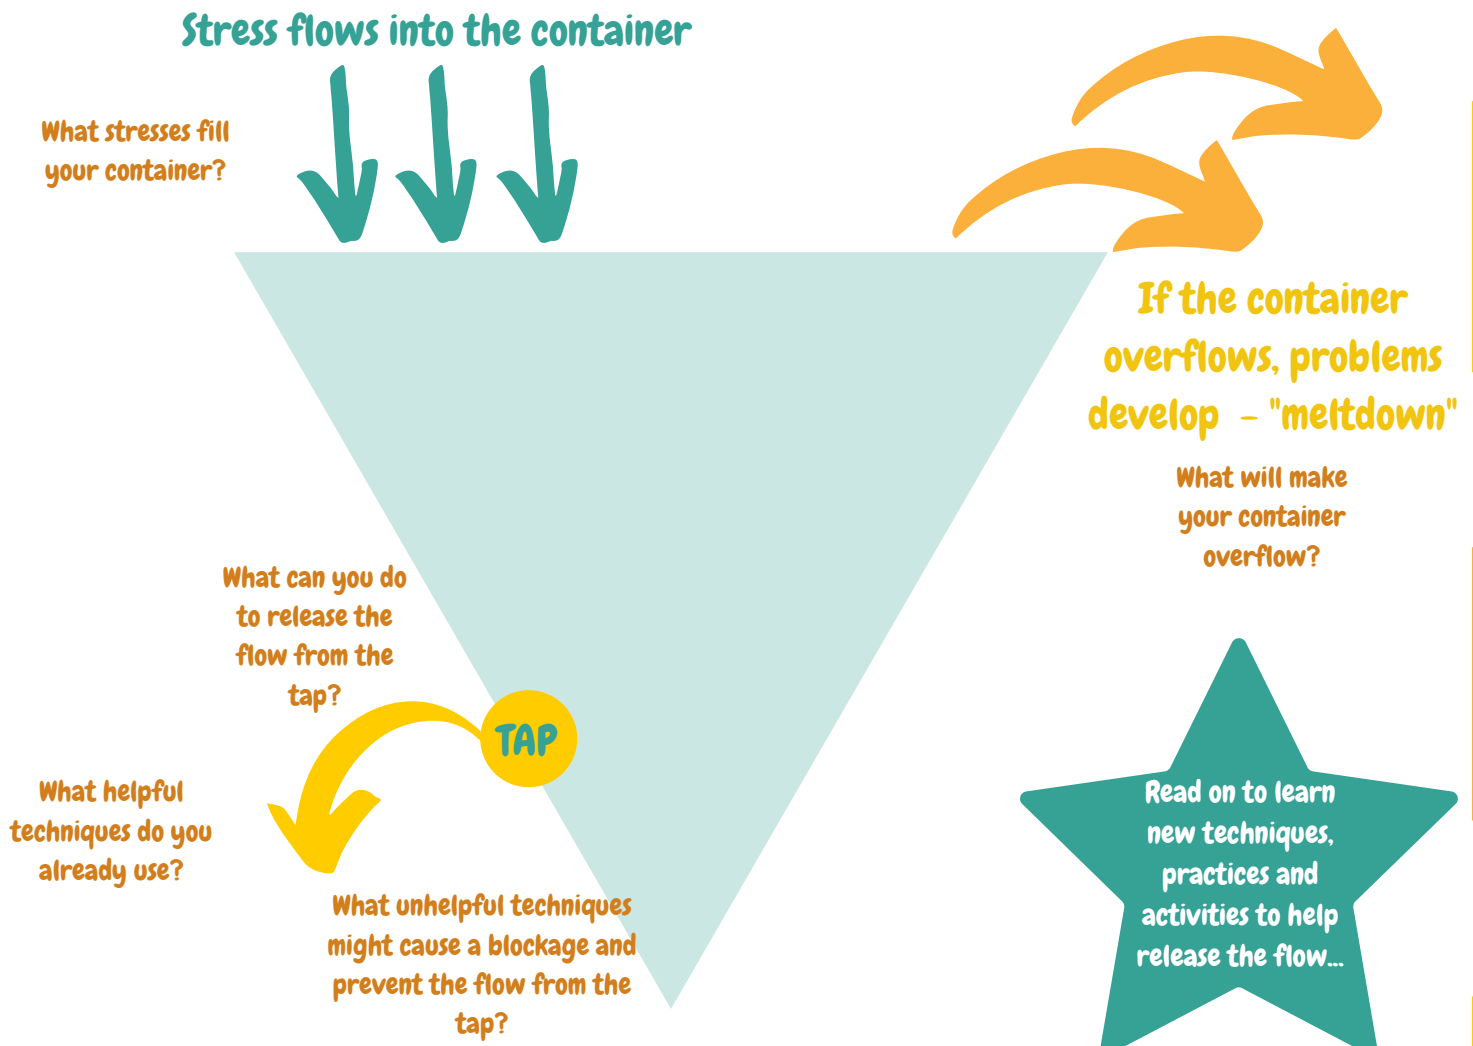 Stress flows into the container
What stresses fill
your container?
If the container
overflows, problems
develop - "meltdown"
What will make
your container
overflow?
What can you do
to release the
flow from the
tap?
TAP
What helpful
techniques do you
already use?
What unhelpful techniques
might cause a blockage and
prevent the flow from the
tap?
Read on to learn
new techniques,
practices and
activities to help
release the flow...